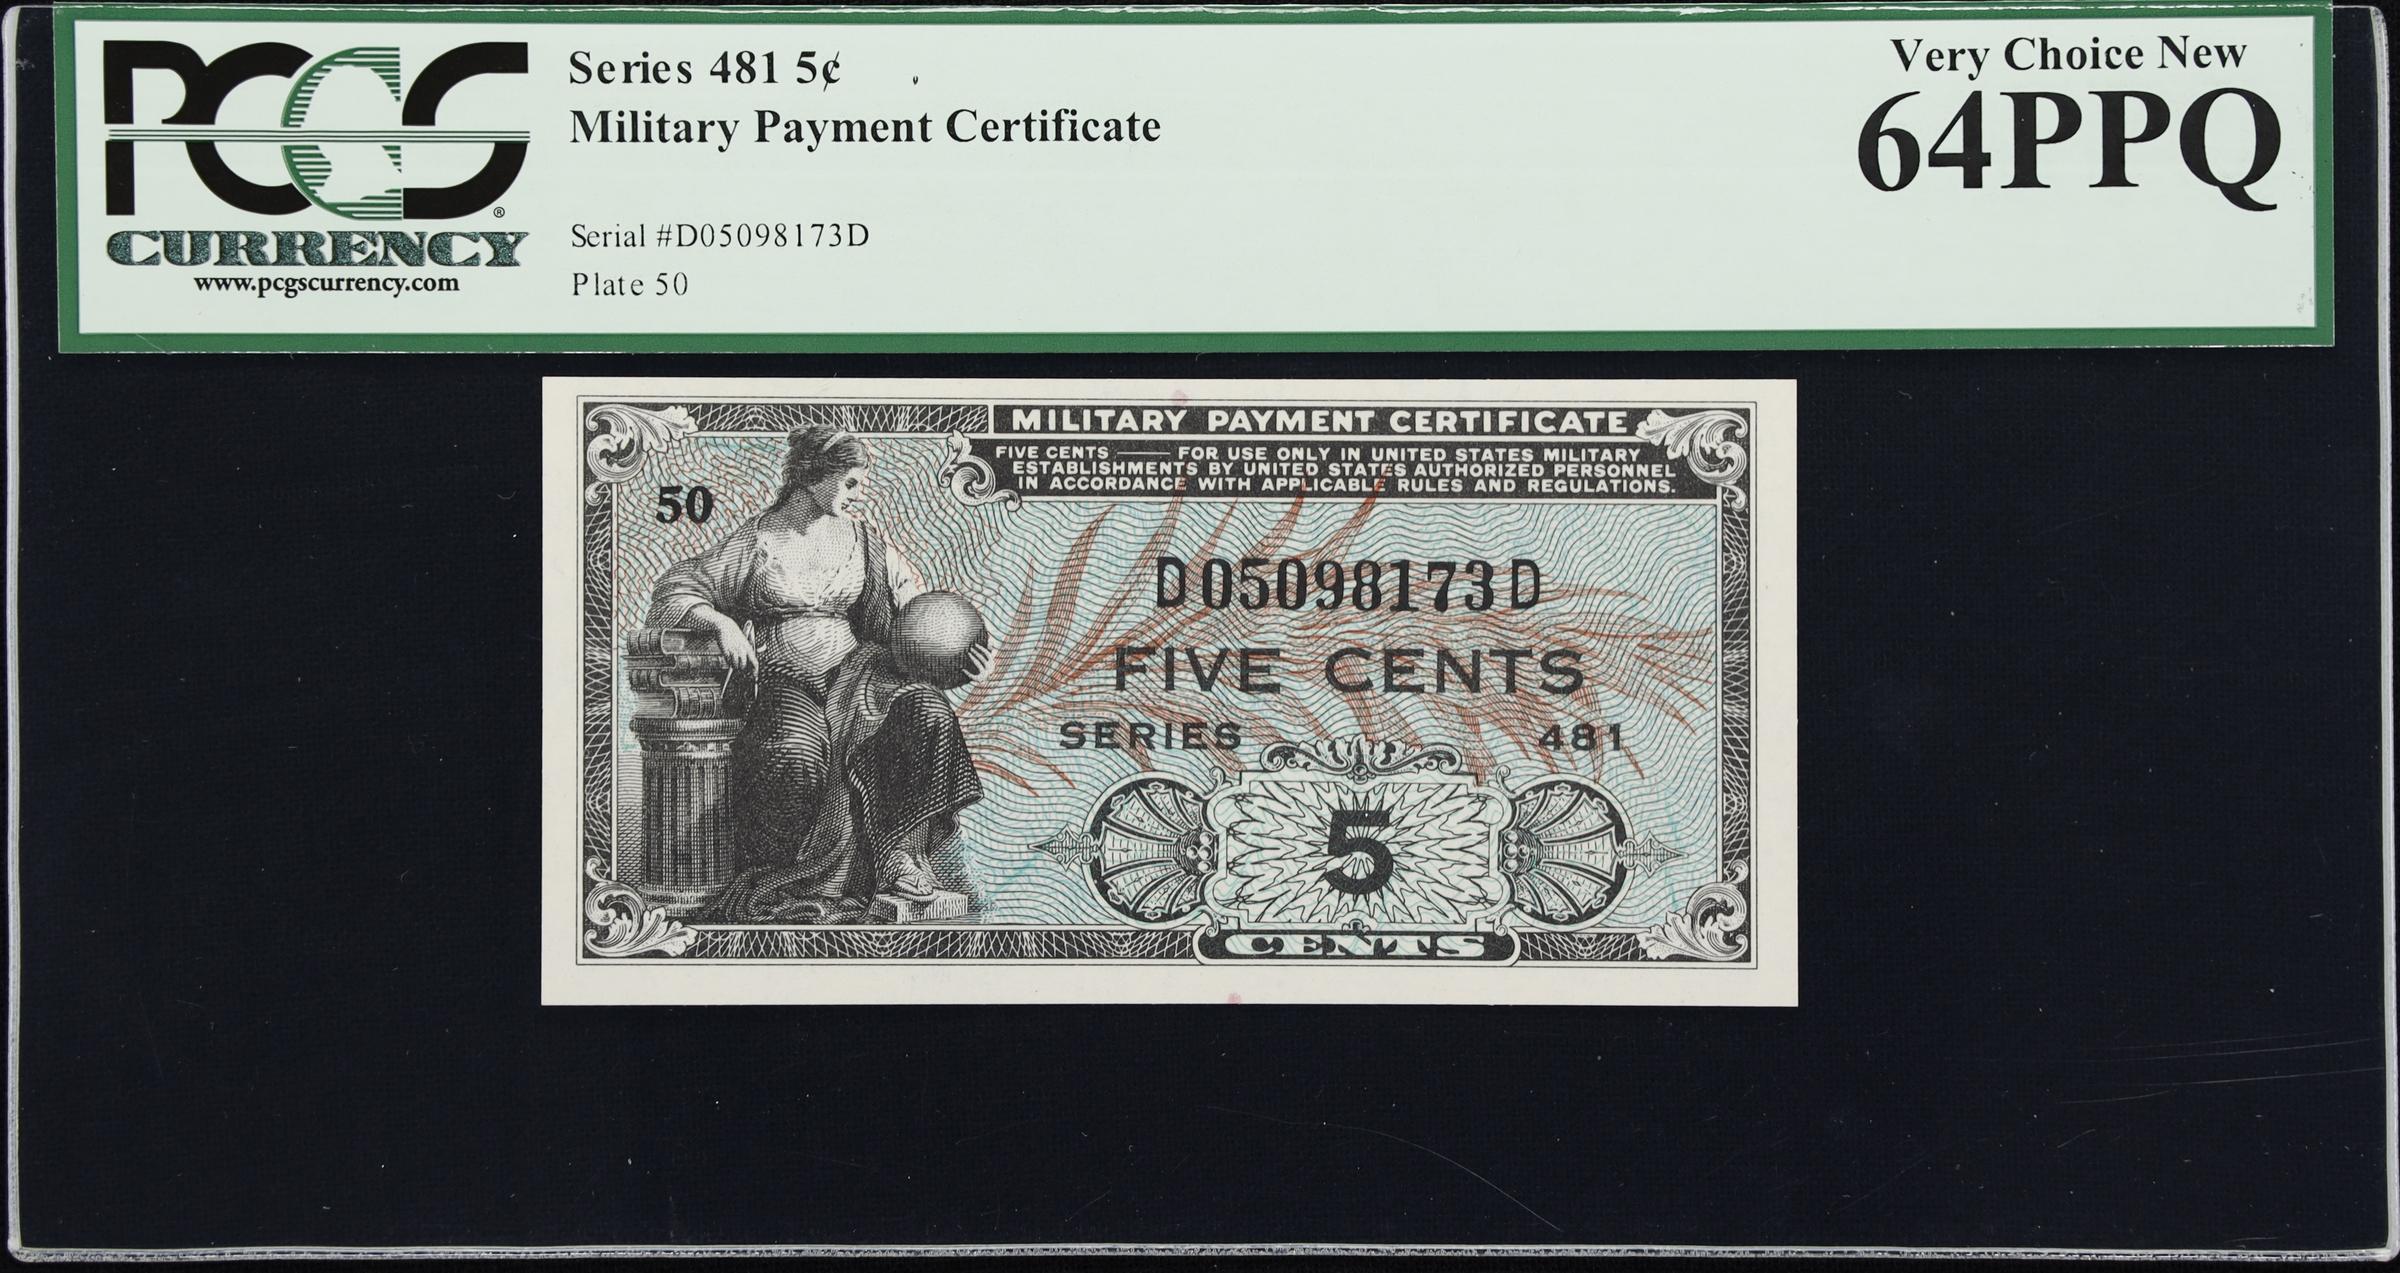 PCGS
®
CURRENCY
www.pcgscurrency.com
Series 481 5¢
Military Payment Certificate
Serial #D05098173D
Plate 50
Very Choice New
64PPQ
MILITARY PAYMENT CERTIFICATE
FIVE CENTS —— FOR USE ONLY IN UNITED STATES MILITARY
ESTABLISHMENTS BY UNITED STATES AUTHORIZED PERSONNEL
IN ACCORDANCE WITH APPLICABLE RULES AND REGULATIONS.
50
D05098173D
FIVE CENTS
SERIES 481
5
CENTS